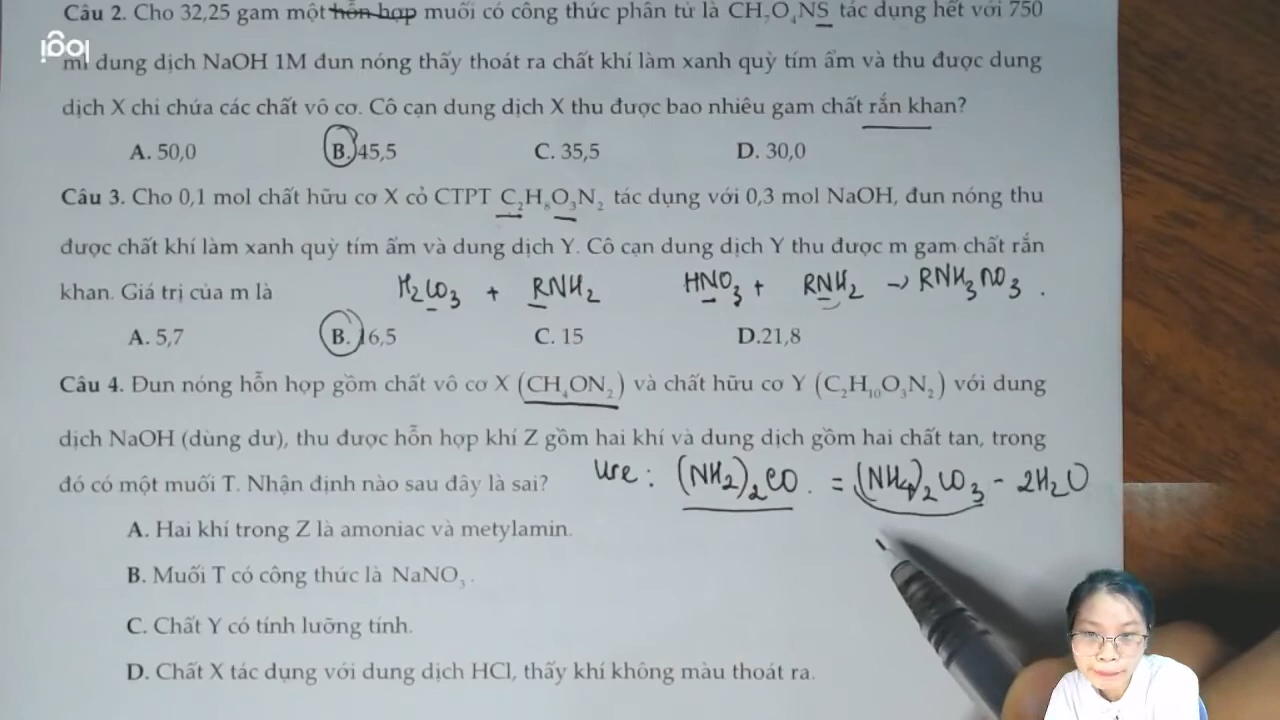 Câu 2. Cho 32,25 gam một hỗn hợp muối có công thức phân tử là CH₇O₄NS tác dụng hết với 750
ml dung dịch NaOH 1M đun nóng thấy thoát ra chất khí làm xanh quỳ tím ẩm và thu được dung
dịch X chỉ chứa các chất vô cơ. Cô cạn dung dịch X thu được bao nhiêu gam chất rắn khan?
A. 50,0 B. 45,5 C. 35,5 D. 30,0
Câu 3. Cho 0,1 mol chất hữu cơ X có CTPT C₂H₈O₃N₂ tác dụng với 0,3 mol NaOH, đun nóng thu
được chất khí làm xanh quỳ tím ẩm và dung dịch Y. Cô cạn dung dịch Y thu được m gam chất rắn
khan. Giá trị của m là H₂CO₃ + RNH₂ HNO₃ + RNH₂ → RNH₃NO₃.
A. 5,7 B. 16,5 C. 15 D.21,8
Câu 4. Đun nóng hỗn hợp gồm chất vô cơ X (CH₄ON₂) và chất hữu cơ Y (C₂H₁₀O₃N₂) với dung
dịch NaOH (dùng dư), thu được hỗn hợp khí Z gồm hai khí và dung dịch gồm hai chất tan, trong
đó có một muối T. Nhận định nào sau đây là sai? Ure: (NH₂)₂CO. = (NH₄)₂CO₃ - 2H₂O
A. Hai khí trong Z là amoniac và metylamin.
B. Muối T có công thức là NaNO₃.
C. Chất Y có tính lưỡng tính.
D. Chất X tác dụng với dung dịch HCl, thấy khí không màu thoát ra.
logi